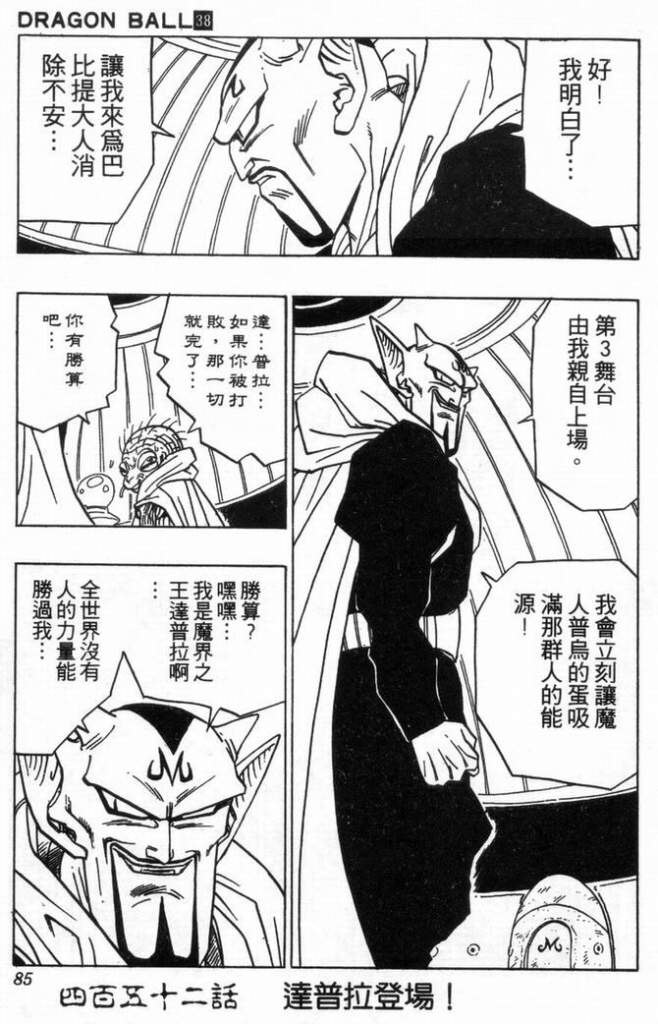 DRAGON BALL 38
好！
我明白了…
讓我來為巴
比提大人消
除不安…
第3舞台
由我親自上場。
我會立刻讓魔
人普烏的蛋吸
滿那群人的能
源！
達…普拉…
如果你被打
敗，那一切
就完了…
你有勝算
吧…
勝算？
嘿嘿…
我是魔界之
王達普拉啊
…
全世界沒有
人的力量能
勝過我…
M
M
85
四百五十二話 達普拉登場！